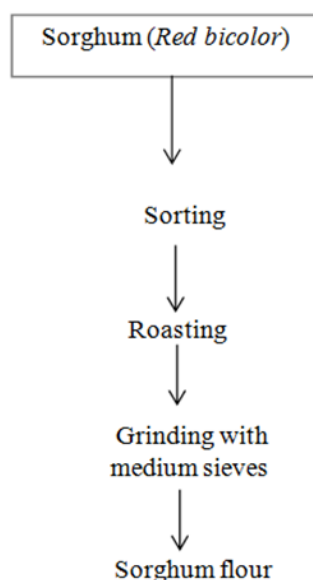 Sorghum (Red bicolor)
Sorting
Roasting
Grinding with
medium sieves
Sorghum flour